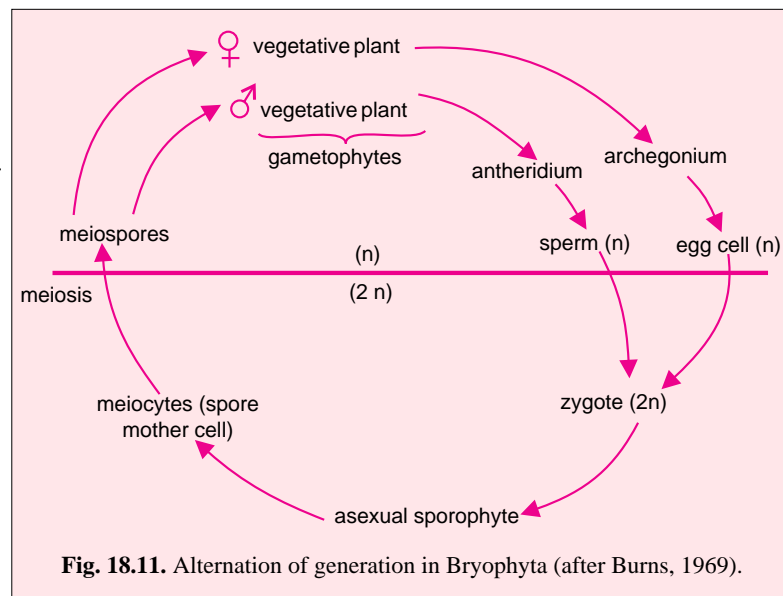 ♀ vegetative plant
♂ vegetative plant
gametophytes
archegonium
antheridium
meiospores
sperm (n)
egg cell (n)
(n)
meiosis
(2 n)
meiocytes (spore
mother cell)
zygote (2n)
asexual sporophyte
Fig. 18.11. Alternation of generation in Bryophyta (after Burns, 1969).